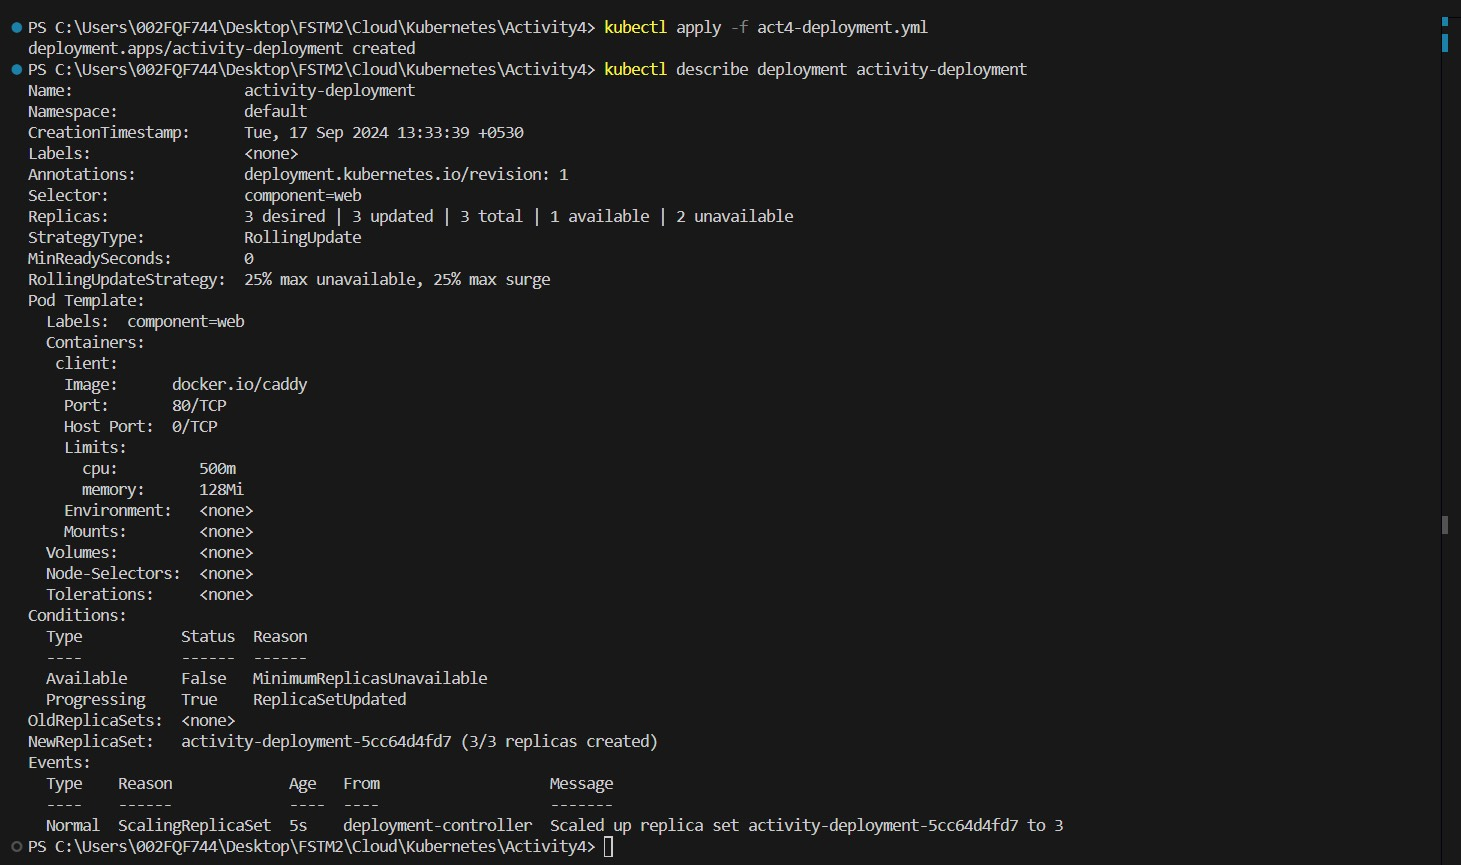 PS C:\Users\002FQF744\Desktop\FSTM2\Cloud\Kubernetes\Activity4> kubectl apply -f act4-deployment.yml
deployment.apps/activity-deployment created
PS C:\Users\002FQF744\Desktop\FSTM2\Cloud\Kubernetes\Activity4> kubectl describe deployment activity-deployment
Name:                   activity-deployment
Namespace:              default
CreationTimestamp:      Tue, 17 Sep 2024 13:33:39 +0530
Labels:                 <none>
Annotations:            deployment.kubernetes.io/revision: 1
Selector:               component=web
Replicas:               3 desired | 3 updated | 3 total | 1 available | 2 unavailable
StrategyType:           RollingUpdate
MinReadySeconds:        0
RollingUpdateStrategy:  25% max unavailable, 25% max surge
Pod Template:
  Labels:  component=web
  Containers:
   client:
    Image:      docker.io/caddy
    Port:       80/TCP
    Host Port:  0/TCP
    Limits:
      cpu:         500m
      memory:      128Mi
    Environment:   <none>
    Mounts:        <none>
  Volumes:         <none>
  Node-Selectors:  <none>
  Tolerations:     <none>
Conditions:
  Type           Status  Reason
  ----           ------  ------
  Available      False   MinimumReplicasUnavailable
  Progressing    True    ReplicaSetUpdated
OldReplicaSets:  <none>
NewReplicaSet:   activity-deployment-5cc64d4fd7 (3/3 replicas created)
Events:
  Type    Reason             Age   From                   Message
  ----    ------             ----  ----                   -------
  Normal  ScalingReplicaSet  5s    deployment-controller  Scaled up replica set activity-deployment-5cc64d4fd7 to 3
PS C:\Users\002FQF744\Desktop\FSTM2\Cloud\Kubernetes\Activity4>